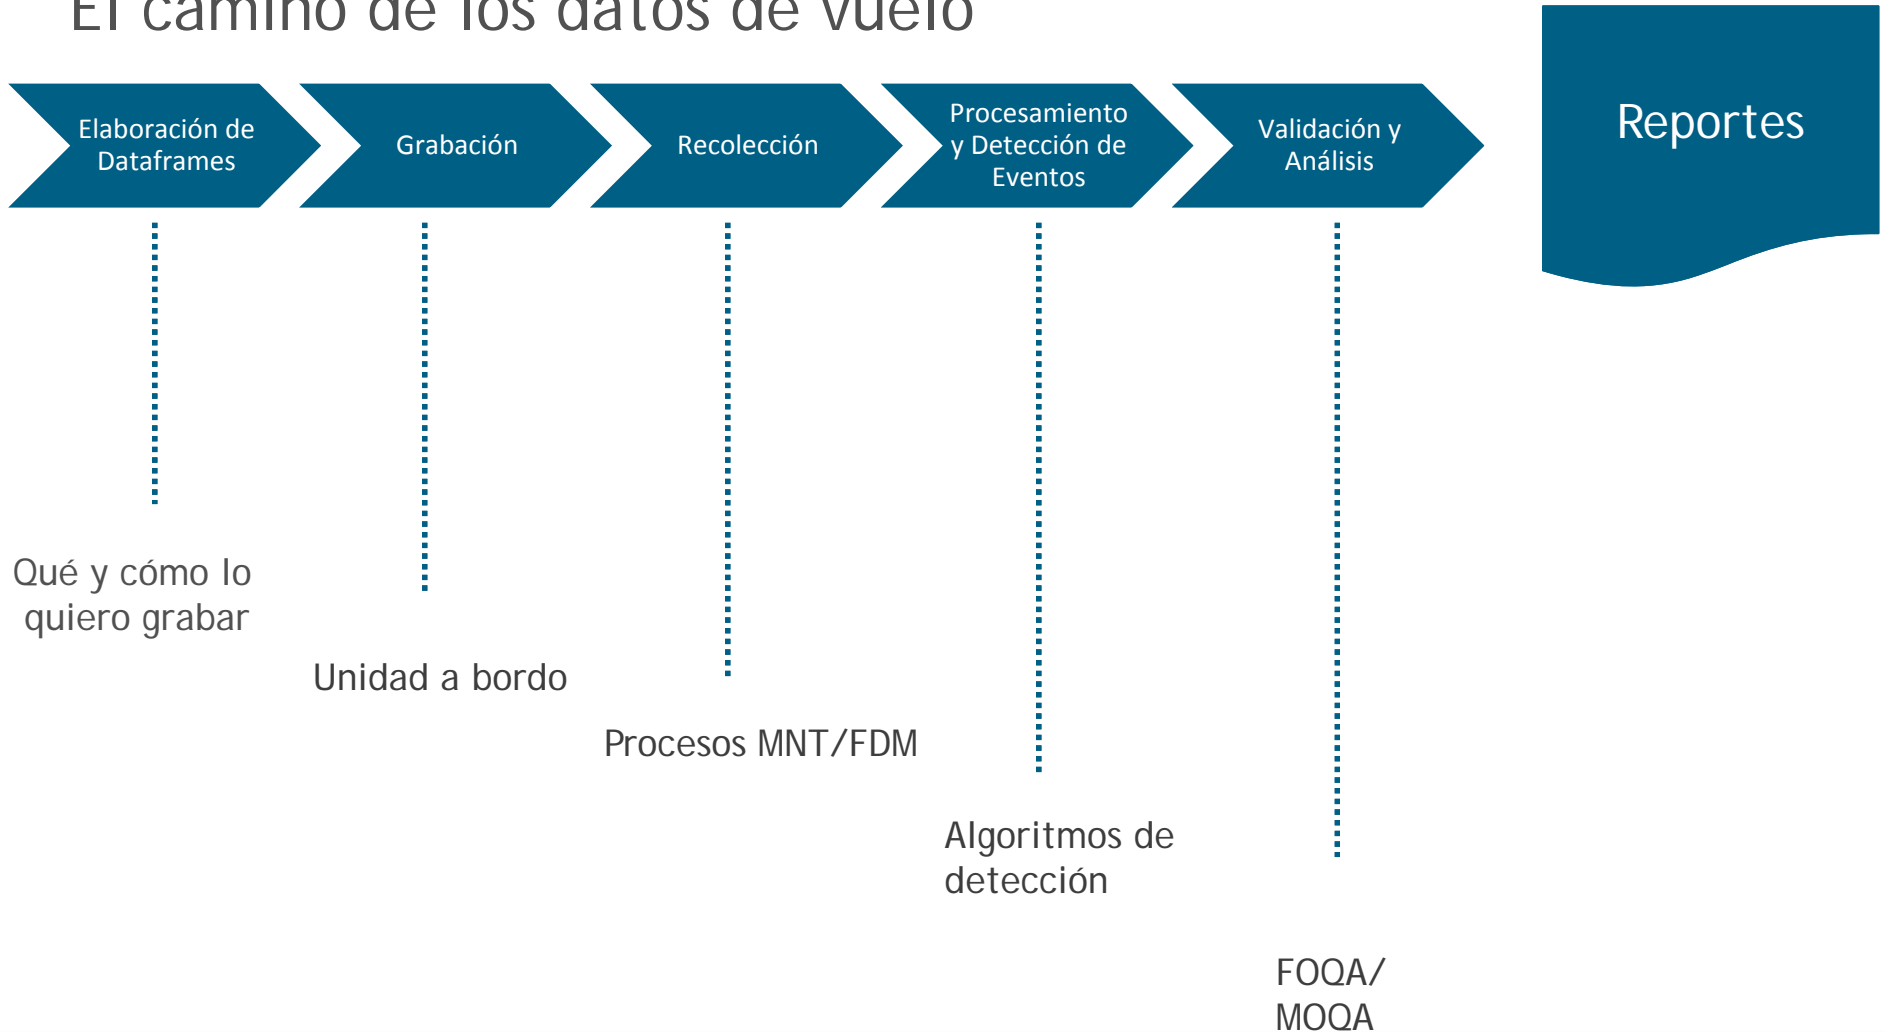 El camino de los datos de vuelo
Elaboración de
Dataframes
Grabación
Recolección
Procesamiento
y Detección de
Eventos
Validación y
Análisis
Reportes
Qué y cómo lo
quiero grabar
Unidad a bordo
Procesos MNT/FDM
Algoritmos de
detección
FOQA/
MOQA